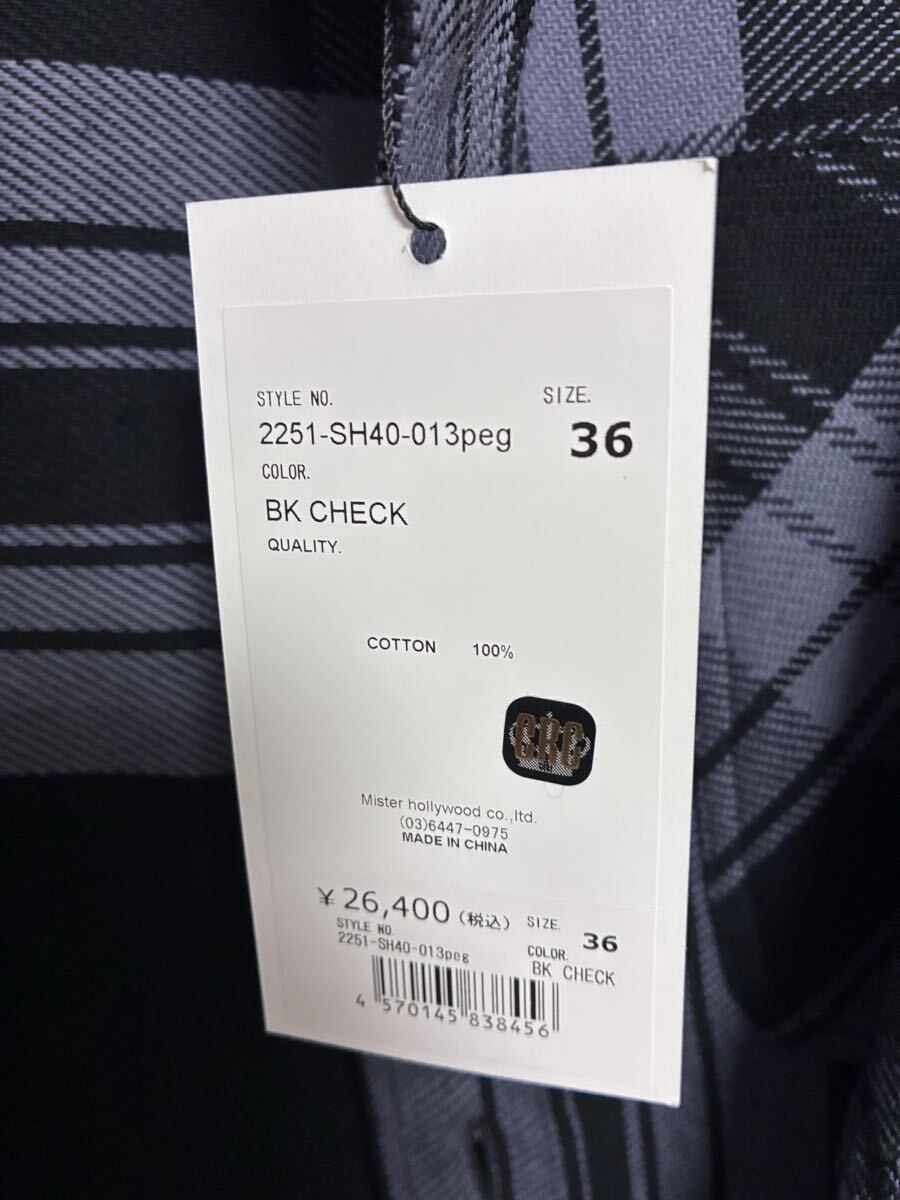 STYLE NO.
SIZE.
2251-SH40-013peg
36
COLOR.
BK CHECK
QUALITY.
COTTON 100%
Mister hollywood co.,ltd.
(03)6447-0975
MADE IN CHINA
¥26,400(税込)
SIZE.
36
STYLE NO.
2251-SH40-013peg
COLOR.
BK CHECK
4 570145 838456